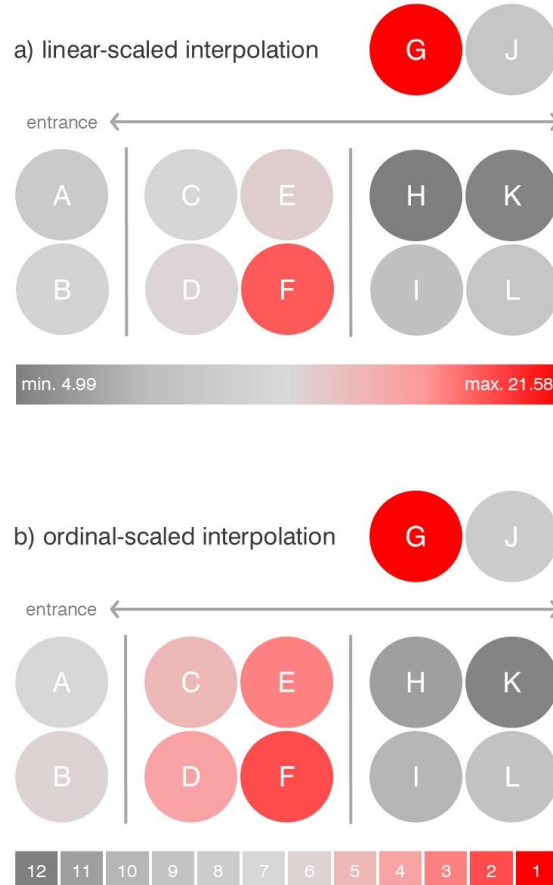 G J
a) linear-scaled interpolation
entrance
A C E H K
B D F I L
min. 4.99 max. 21.58
G J
b) ordinal-scaled interpolation
entrance
A C E H K
B D F I L
12 11 10 9 8 7 6 5 4 3 2 1